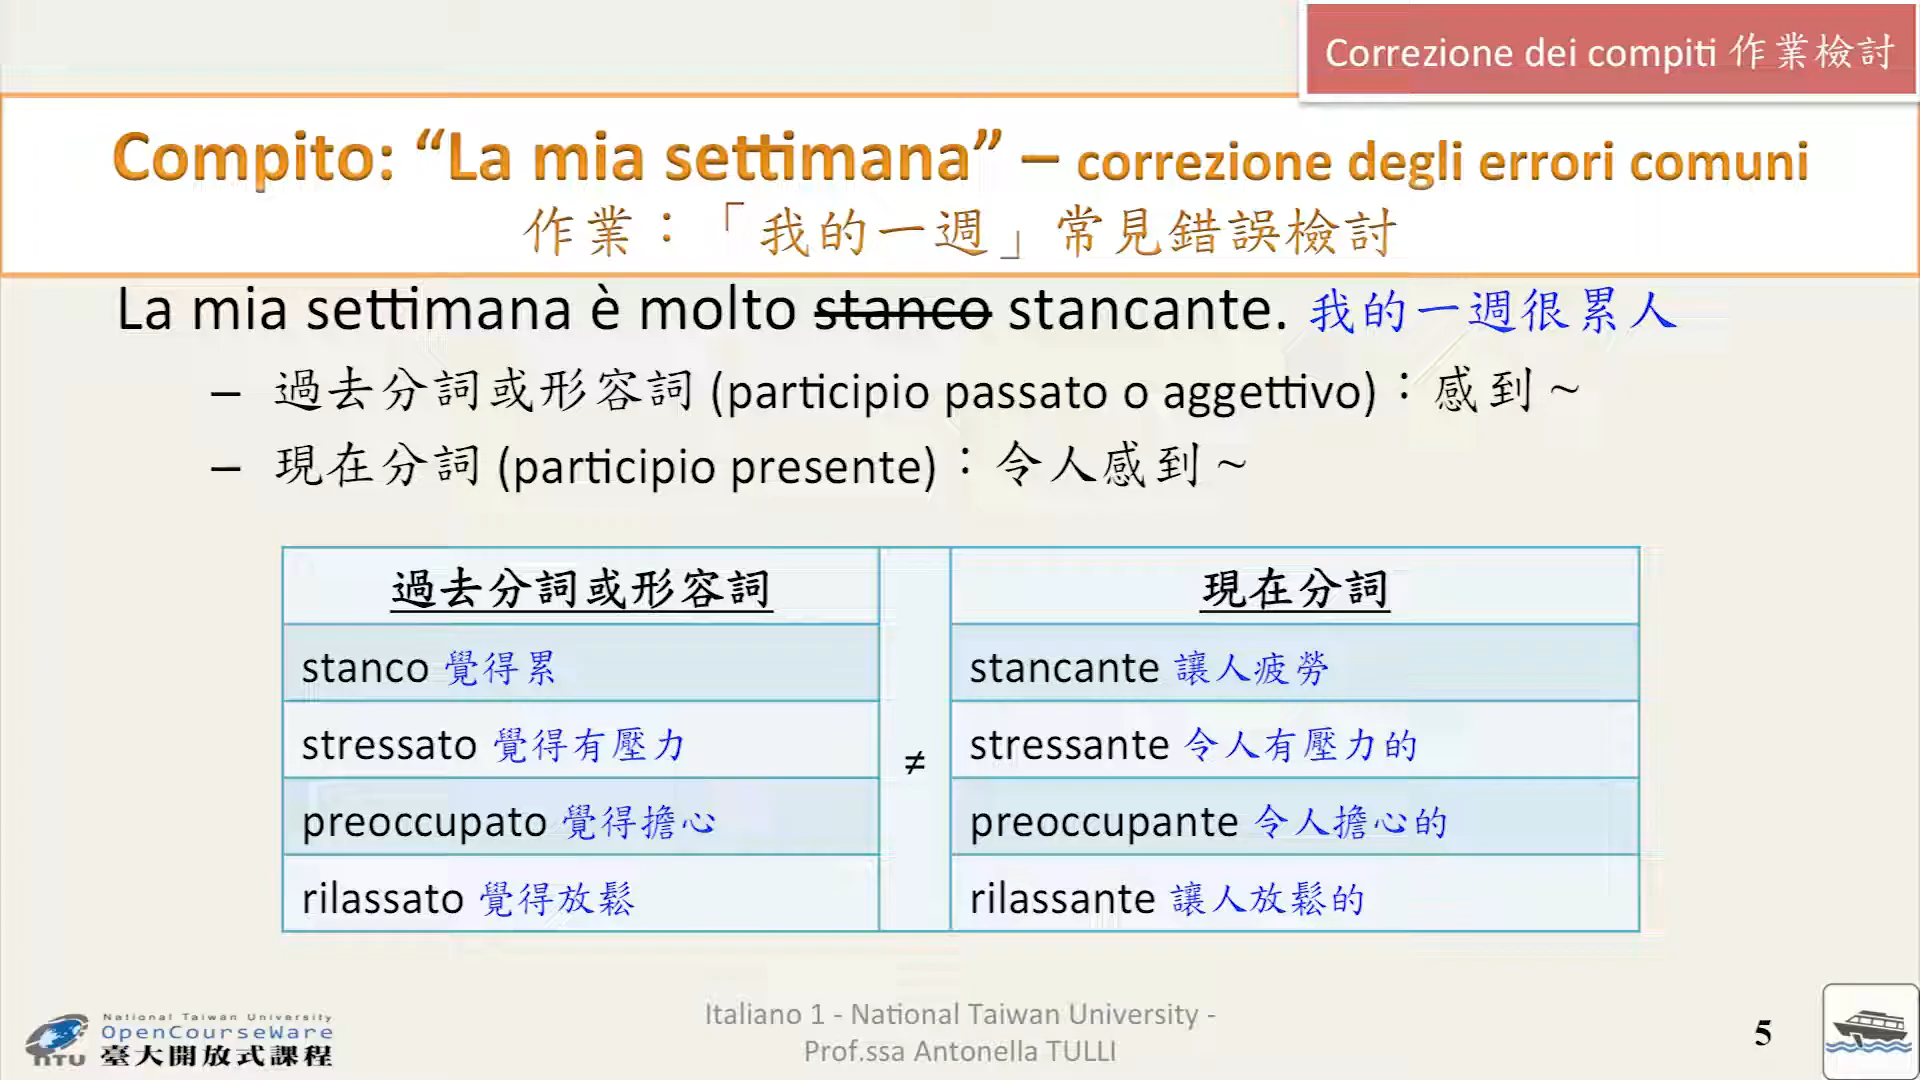 Correzione dei compiti 作業檢討
Compito: “La mia settimana” – correzione degli errori comuni
作業：「我的一週」常見錯誤檢討
La mia settimana è molto stanco stancante. 我的一週很累人
– 過去分詞或形容詞 (participio passato o aggettivo)：感到 ~
– 現在分詞 (participio presente)：令人感到 ~
過去分詞或形容詞 現在分詞
stanco 覺得累 stancante 讓人疲勞
stressato 覺得有壓力 stressante 令人有壓力的
≠
preoccupato 覺得擔心 preoccupante 令人擔心的
rilassato 覺得放鬆 rilassante 讓人放鬆的
National Taiwan University
OpenCourseWare
NTU 臺大開放式課程
Italiano 1 - National Taiwan University -
Prof.ssa Antonella TULLI
5